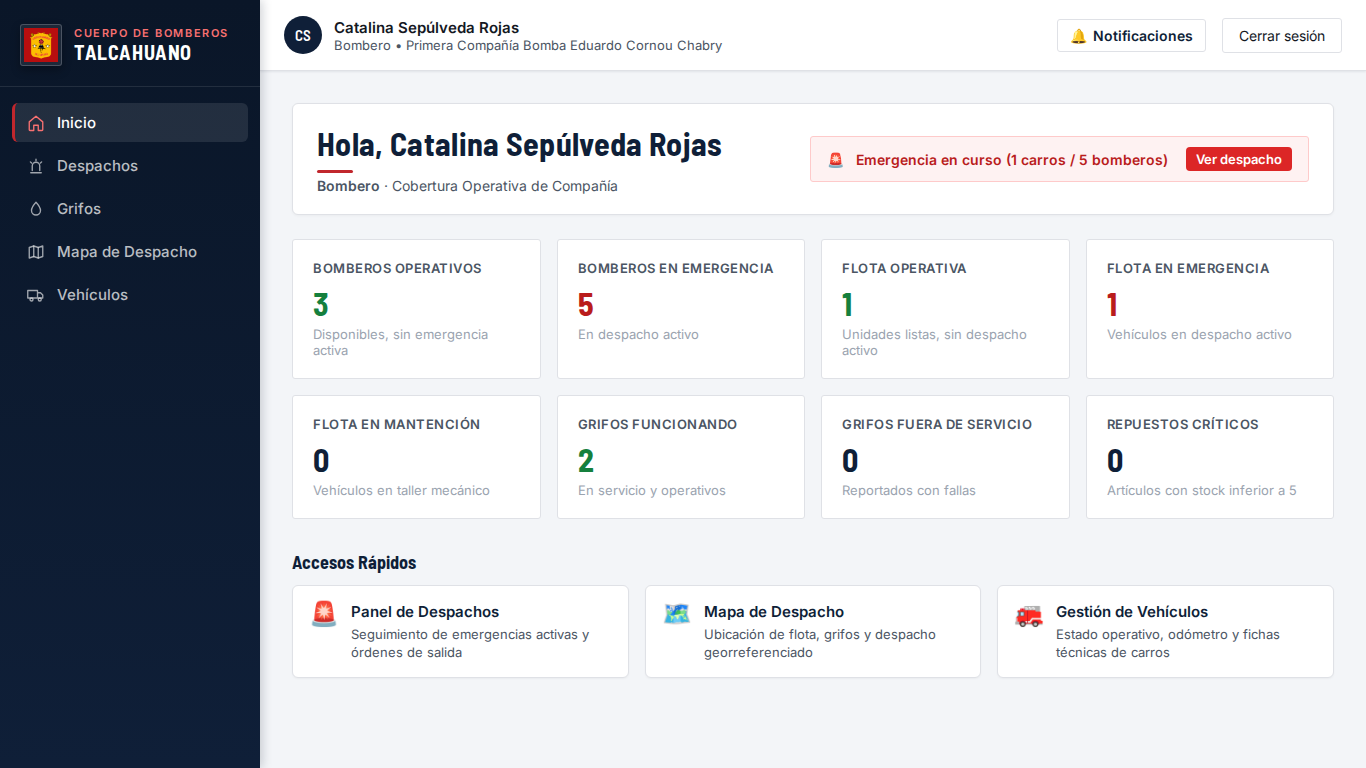 CUERPO DE BOMBEROS
TALCAHUANO
Inicio
Despachos
Grifos
Mapa de Despacho
Vehículos
CS
Catalina Sepúlveda Rojas
Bombero • Primera Compañía Bomba Eduardo Cornou Chabry
Notificaciones
Cerrar sesión
Hola, Catalina Sepúlveda Rojas
Bombero · Cobertura Operativa de Compañía
Emergencia en curso (1 carros / 5 bomberos)
Ver despacho
BOMBEROS OPERATIVOS
3
Disponibles, sin emergencia
activa
BOMBEROS EN EMERGENCIA
5
En despacho activo
FLOTA OPERATIVA
1
Unidades listas, sin despacho
activo
FLOTA EN EMERGENCIA
1
Vehículos en despacho activo
FLOTA EN MANTENCIÓN
0
Vehículos en taller mecánico
GRIFOS FUNCIONANDO
2
En servicio y operativos
GRIFOS FUERA DE SERVICIO
0
Reportados con fallas
REPUESTOS CRÍTICOS
0
Artículos con stock inferior a 5
Accesos Rápidos
Panel de Despachos
Seguimiento de emergencias activas y
órdenes de salida
Mapa de Despacho
Ubicación de flota, grifos y despacho
georreferenciado
Gestión de Vehículos
Estado operativo, odómetro y fichas
técnicas de carros